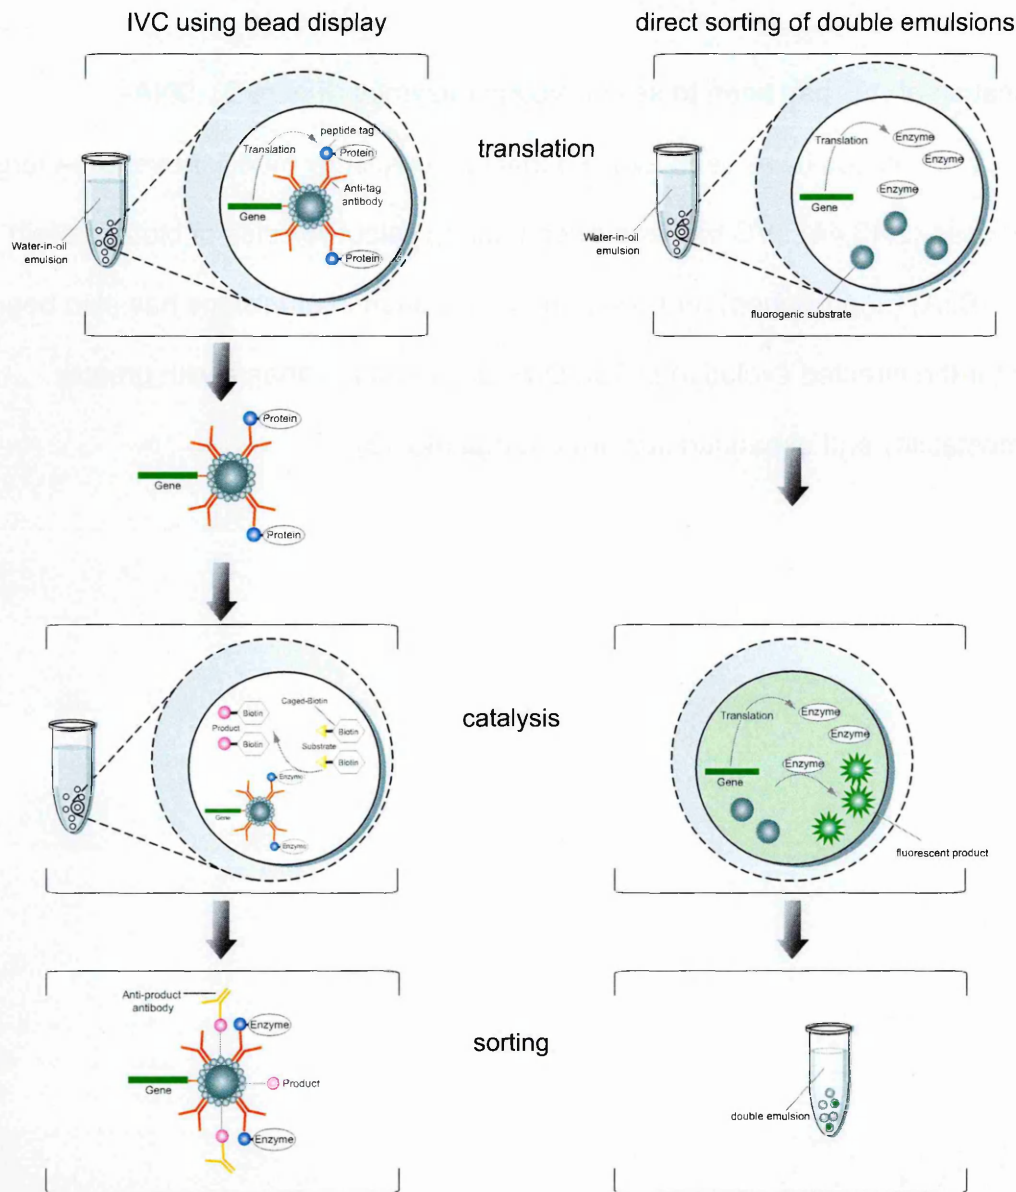 IVC using bead display
direct sorting of double emulsions
translation
peptide tag
Translation
Protein
Anti-tag
antibody
Gene
Protein
Water-in-oil
emulsion
Translation
Enzyme
Enzyme
Enzyme
Gene
Water-in-oil
emulsion
fluorogenic substrate
Protein
Gene
Protein
catalysis
Caged-Biotin
Biotin
Product
Biotin
Biotin
Substrate
Biotin
Enzyme
Gene
Enzyme
Translation
Enzyme
Enzyme
Enzyme
Gene
fluorescent product
sorting
Anti-product
antibody
Enzyme
Gene
Product
Enzyme
double emulsion